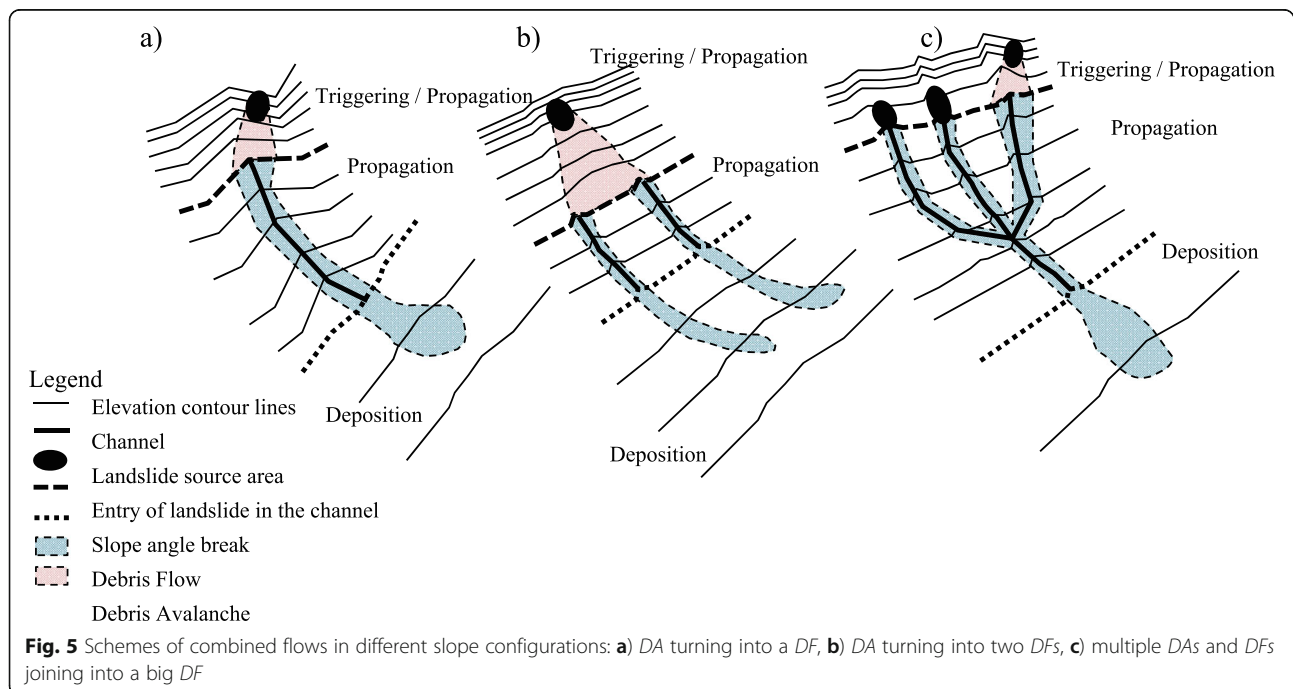 a)
b)
c)
Triggering / Propagation
Triggering / Propagation
Triggering / Propagation
Propagation
Propagation
Propagation
Deposition
Deposition
Deposition
Legend
Elevation contour lines
Channel
Landslide source area
Entry of landslide in the channel
Slope angle break
Debris Flow
Debris Avalanche
Fig. 5 Schemes of combined flows in different slope configurations: a) DA turning into a DF, b) DA turning into two DFs, c) multiple DAs and DFs
joining into a big DF